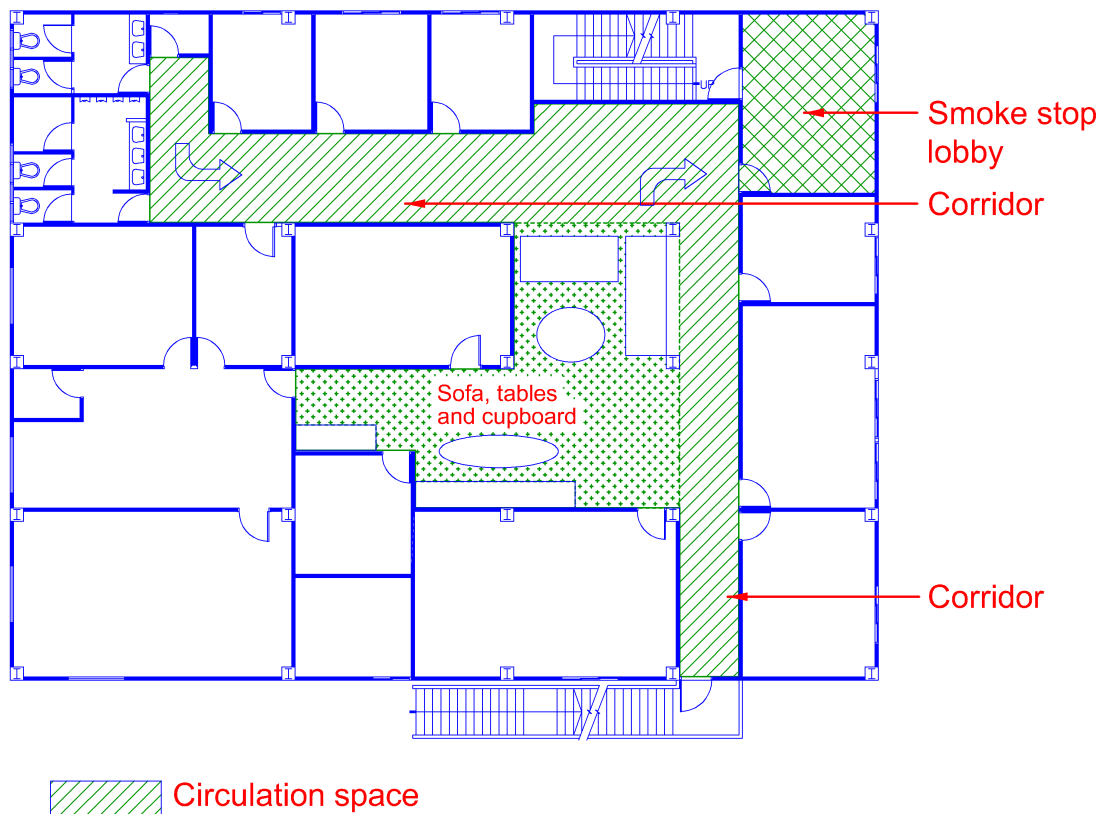 UP
Smoke stop
lobby
Corridor
Sofa, tables
and cupboard
Corridor
Circulation space